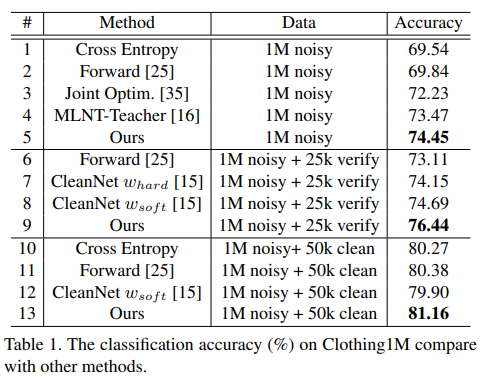 # Method Data Accuracy
1 Cross Entropy 1M noisy 69.54
2 Forward [25] 1M noisy 69.84
3 Joint Optim. [35] 1M noisy 72.23
4 MLNT-Teacher [16] 1M noisy 73.47
5 Ours 1M noisy 74.45
6 Forward [25] 1M noisy + 25k verify 73.11
7 CleanNet w_hard [15] 1M noisy + 25k verify 74.15
8 CleanNet w_soft [15] 1M noisy + 25k verify 74.69
9 Ours 1M noisy + 25k verify 76.44
10 Cross Entropy 1M noisy+ 50k clean 80.27
11 Forward [25] 1M noisy + 50k clean 80.38
12 CleanNet w_soft [15] 1M noisy + 50k clean 79.90
13 Ours 1M noisy + 50k clean 81.16
Table 1. The classification accuracy (%) on Clothing1M compare
with other methods.